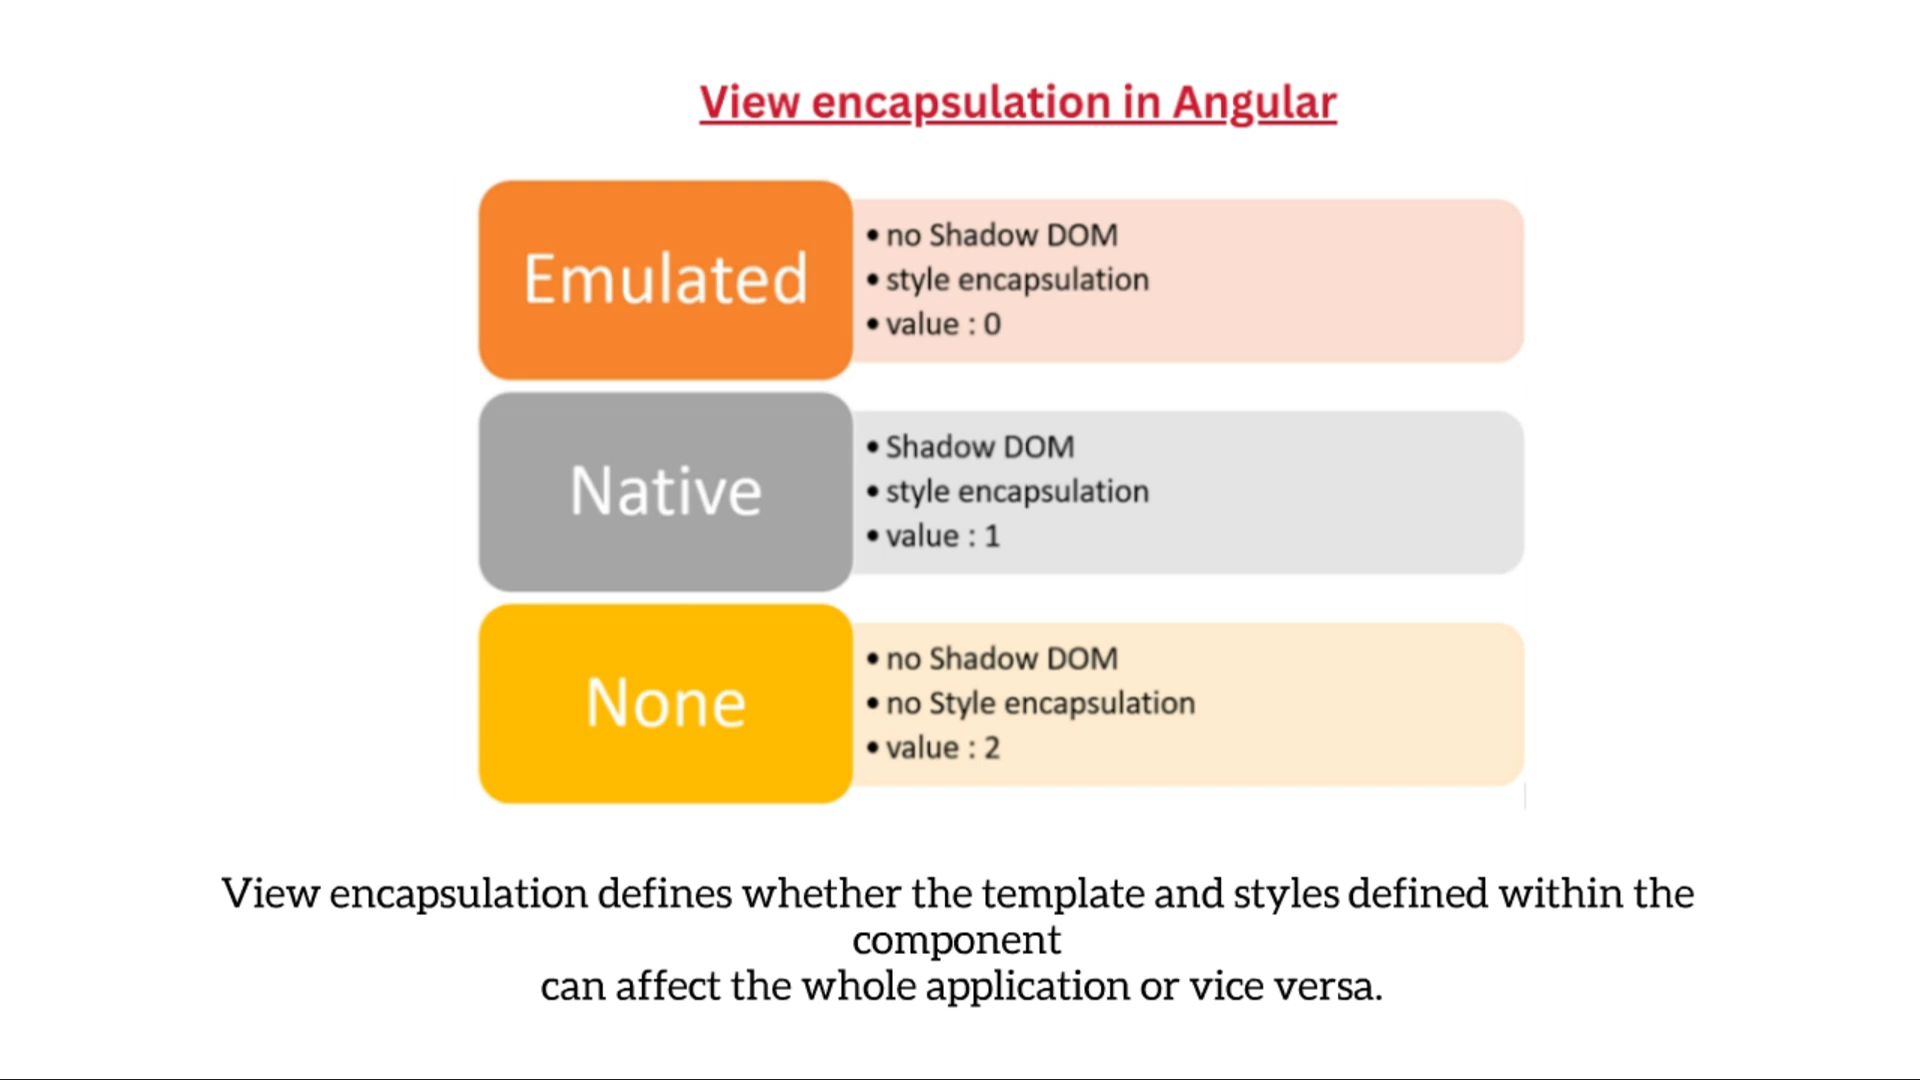 View encapsulation in Angular
Emulated
• no Shadow DOM
• style encapsulation
• value : 0
Native
• Shadow DOM
• style encapsulation
• value : 1
None
• no Shadow DOM
• no Style encapsulation
• value : 2
View encapsulation defines whether the template and styles defined within the
component
can affect the whole application or vice versa.